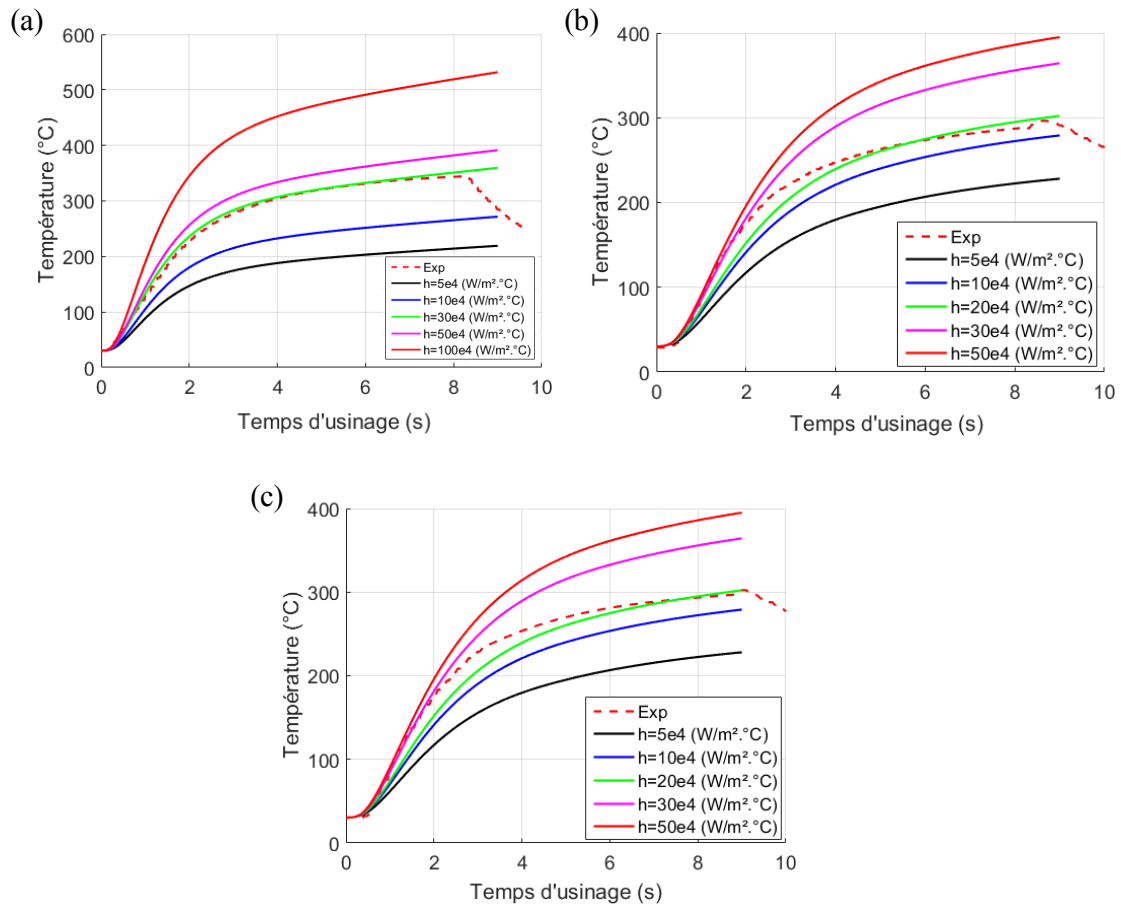 (a)
600
500
400
300
200
100
0
Température (°C)
Exp
h=5e4 (W/m².°C)
h=10e4 (W/m².°C)
h=30e4 (W/m².°C)
h=50e4 (W/m².°C)
h=100e4 (W/m².°C)
0 2 4 6 8 10
Temps d'usinage (s)
(b)
400
300
200
100
0
Température (°C)
Exp
h=5e4 (W/m².°C)
h=10e4 (W/m².°C)
h=20e4 (W/m².°C)
h=30e4 (W/m².°C)
h=50e4 (W/m².°C)
0 2 4 6 8 10
Temps d'usinage (s)
(c)
400
300
200
100
0
Température (°C)
Exp
h=5e4 (W/m².°C)
h=10e4 (W/m².°C)
h=20e4 (W/m².°C)
h=30e4 (W/m².°C)
h=50e4 (W/m².°C)
0 2 4 6 8 10
Temps d'usinage (s)